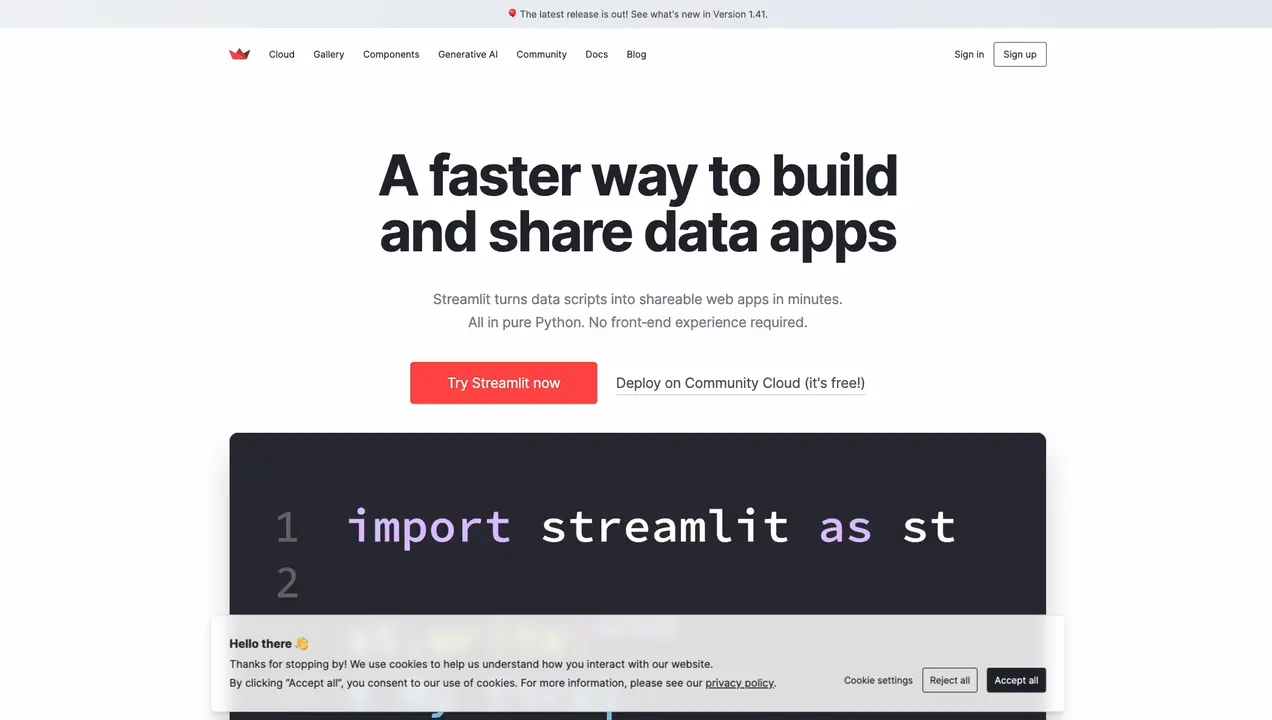 🎈 The latest release is out! See what's new in Version 1.41.
Cloud Gallery Components Generative AI Community Docs Blog Sign in Sign up
A faster way to build
and share data apps
Streamlit turns data scripts into shareable web apps in minutes.
All in pure Python. No front‑end experience required.
Try Streamlit now Deploy on Community Cloud (it's free!)
1 import streamlit as st
2
Hello there 👋
Thanks for stopping by! We use cookies to help us understand how you interact with our website.
By clicking “Accept all”, you consent to our use of cookies. For more information, please see our privacy policy.
Cookie settings Reject all Accept all